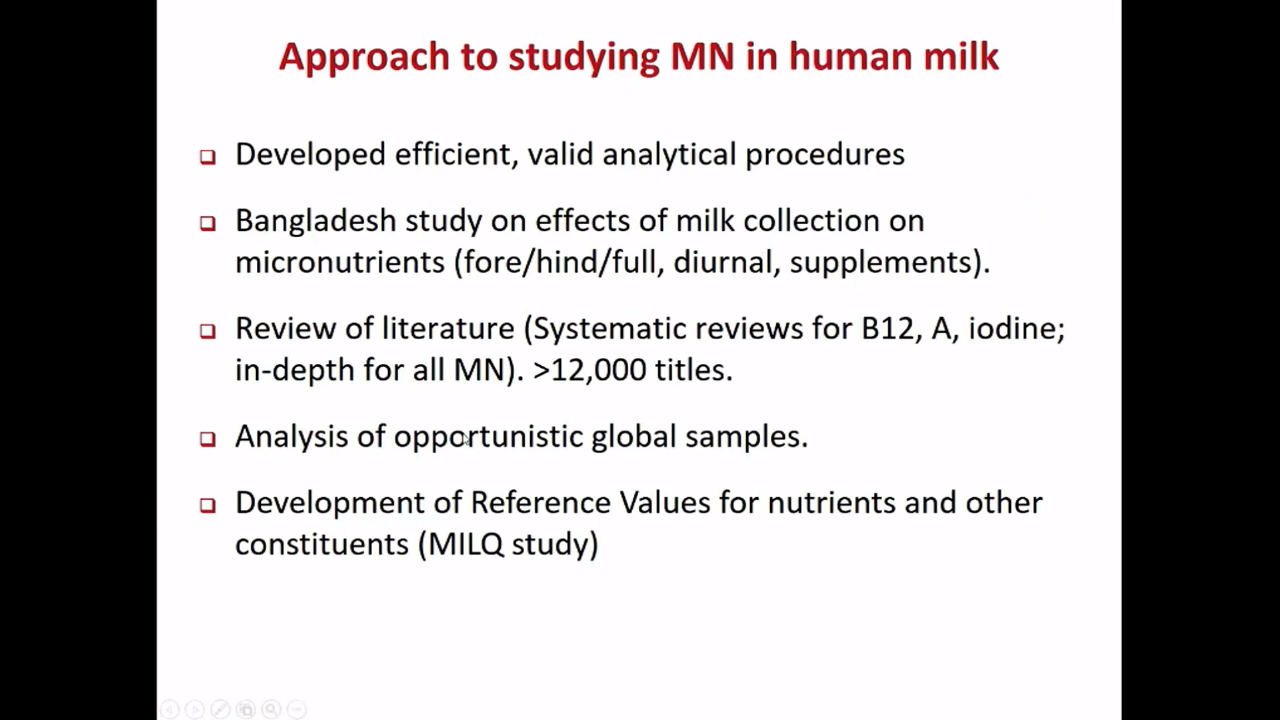 Approach to studying MN in human milk
Developed efficient, valid analytical procedures
Bangladesh study on effects of milk collection on
micronutrients (fore/hind/full, diurnal, supplements).
Review of literature (Systematic reviews for B12, A, iodine;
in-depth for all MN). >12,000 titles.
Analysis of opportunistic global samples.
Development of Reference Values for nutrients and other
constituents (MILQ study)